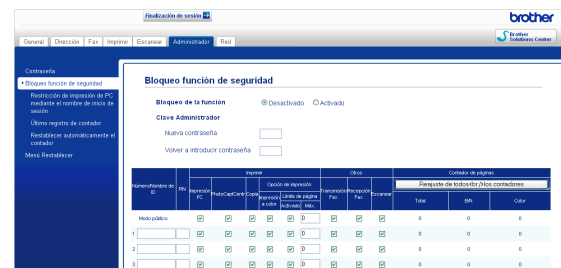 Finalización de sesión
brother
General Dirección Fax Imprimir Escanear Administrador Red
Brother
Solutions Center
Contraseña
Bloqueo función de seguridad
Restricción de impresión de PC
mediante el nombre de inicio de
sesión
Último registro de contador
Restablecer automáticamente el
contador
Menú Restablecer
Bloqueo función de seguridad
Bloqueo de la función Desactivado Activado
Clave Administrador
Nueva contraseña
Volver a introducir contraseña
Imprimir Otros Contador de páginas
Número/Nombre de
ID
PIN
Impresión
PC
PhotoCaptCentr
Copia
Opción de impresión
Impresión
a color
Límite de página
Activado Máx.
Transmisión
Fax
Recepción
Fax
Escanear
Reajuste de todos<br />los contadores
Total B/N Color
Modo público 0 0 0 0
1 0 0 0 0
2 0 0 0 0
3 0 0 0 0